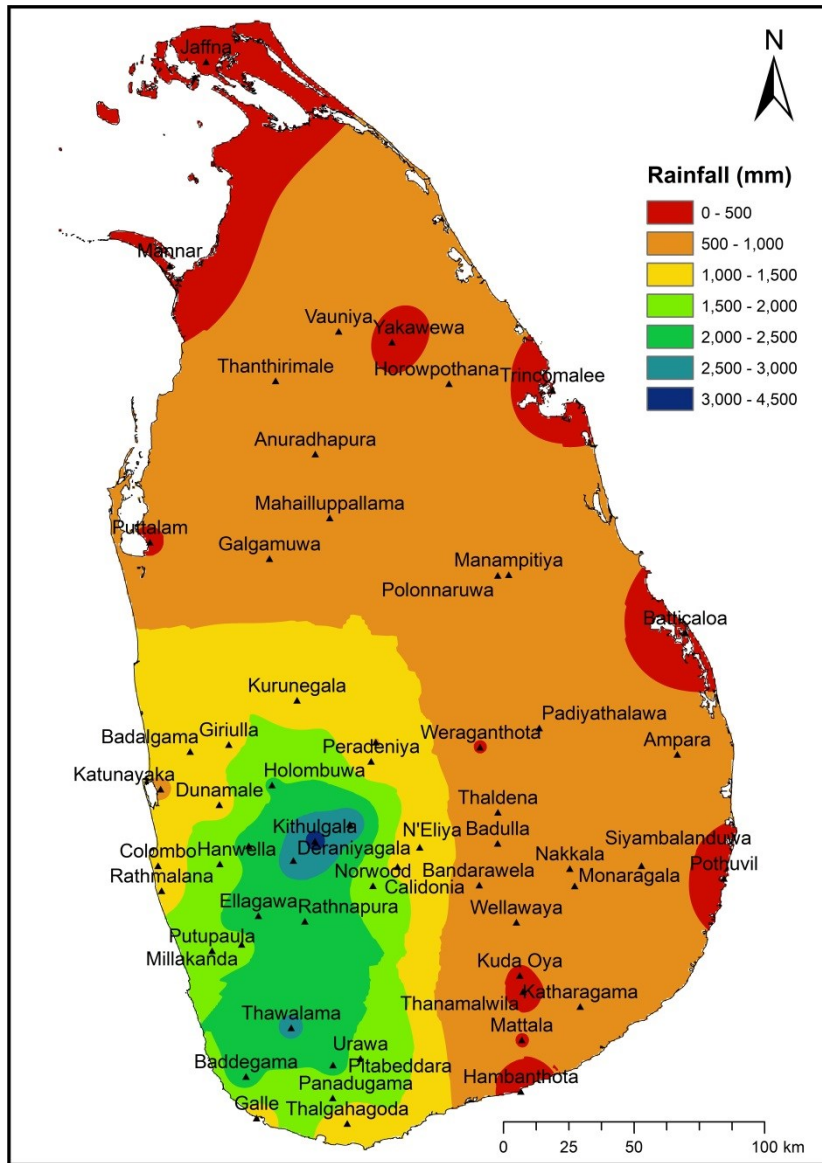 Jaffna
N
Rainfall (mm)
0 - 500
500 - 1,000
1,000 - 1,500
1,500 - 2,000
2,000 - 2,500
2,500 - 3,000
3,000 - 4,500
Mannar
Vauniya
Yakawewa
Thanthirimale
Horowpothana
Trincomalee
Anuradhapura
Mahailluppallama
Puttalam
Galgamuwa
Manampitiya
Polonnaruwa
Batticaloa
Kurunegala
Padiyathalawa
Badalgama
Giriulla
Weraganthota
Peradeniya
Ampara
Katunayaka
Holombuwa
Dunamale
Thaldena
Kithulgala
N'Eliya
Badulla
Colombo
Hanwella
Deraniyagala
Siyambalanduwa
Nakkala
Pothuvil
Rathmalana
Norwood
Bandarawela
Monaragala
Calidonia
Ellagawa
Rathnapura
Wellawaya
Putupaula
Millakanda
Kuda Oya
Katharagama
Thanamalwila
Thawalama
Mattala
Urawa
Baddegama
Pitabeddara
Hambanthota
Panadugama
Galle
Thalgahagoda
0 25 50 100 km